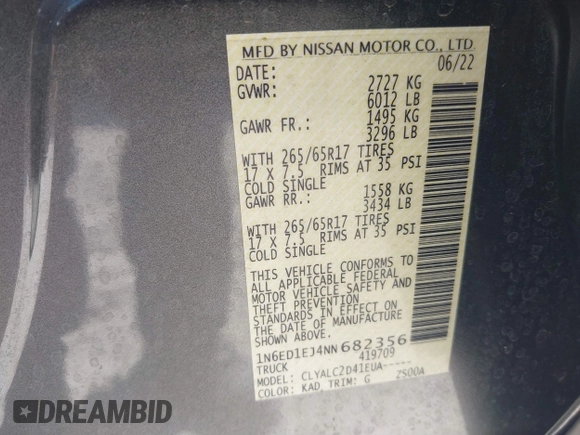 MFD BY NISSAN MOTOR CO., LTD.
DATE: 06/22
GVWR: 2727 KG
6012 LB
GAWR FR.: 1495 KG
3296 LB
WITH 265/65R17 TIRES
17 X 7.5 RIMS AT 35 PSI
COLD SINGLE
GAWR RR.: 1558 KG
3434 LB
WITH 265/65R17 TIRES
17 X 7.5 RIMS AT 35 PSI
COLD SINGLE
THIS VEHICLE CONFORMS TO
ALL APPLICABLE FEDERAL
MOTOR VEHICLE SAFETY AND
THEFT PREVENTION
STANDARDS IN EFFECT ON
THE DATE OF MANUFACTURE
SHOWN ABOVE.
1N6ED1EJ4NN682356
TRUCK 419709
MODEL: CLYALC2D41EUA-----
COLOR: KAD TRIM: G ZS00A
DREAMBID